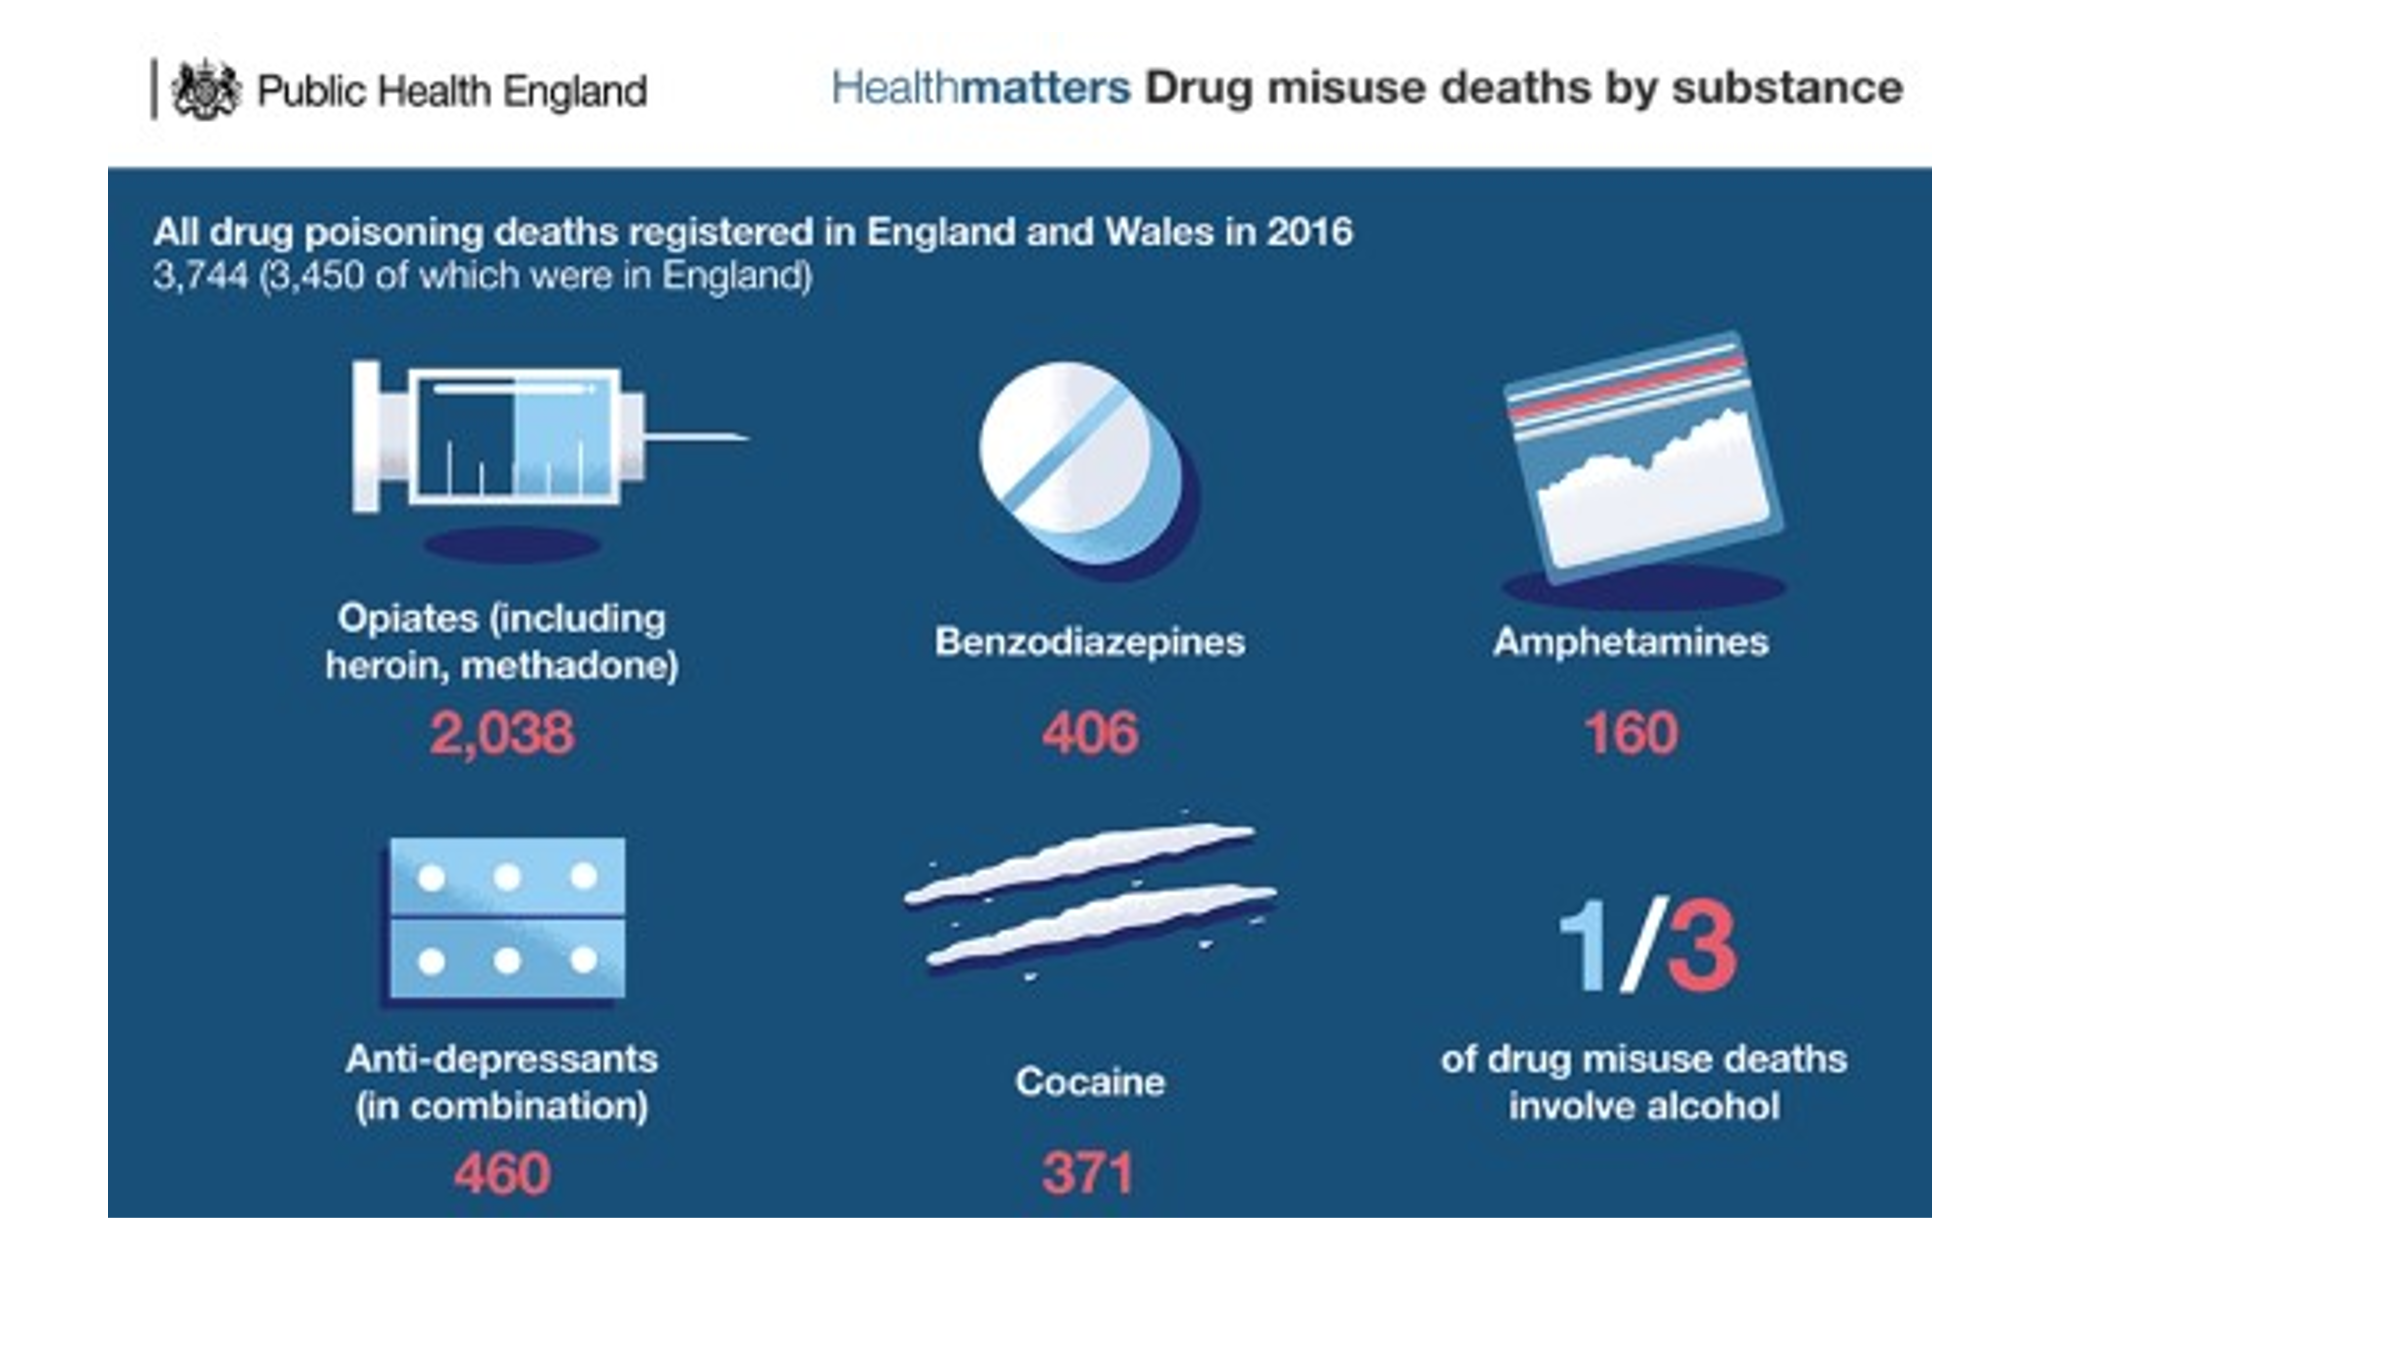 Public Health England
Healthmatters Drug misuse deaths by substance
All drug poisoning deaths registered in England and Wales in 2016
3,744 (3,450 of which were in England)
Opiates (including
heroin, methadone)
2,038
Benzodiazepines
406
Amphetamines
160
Anti-depressants
(in combination)
460
Cocaine
371
1/3
of drug misuse deaths
involve alcohol